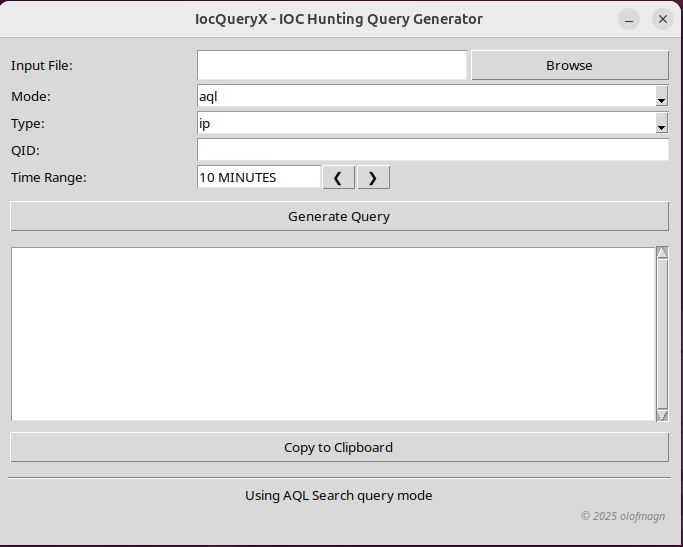 IocQueryX - IOC Hunting Query Generator
Input File:
Browse
Mode:
aql
Type:
ip
QID:
Time Range:
10 MINUTES
❮
❯
Generate Query
Copy to Clipboard
Using AQL Search query mode
© 2025 olofmagn